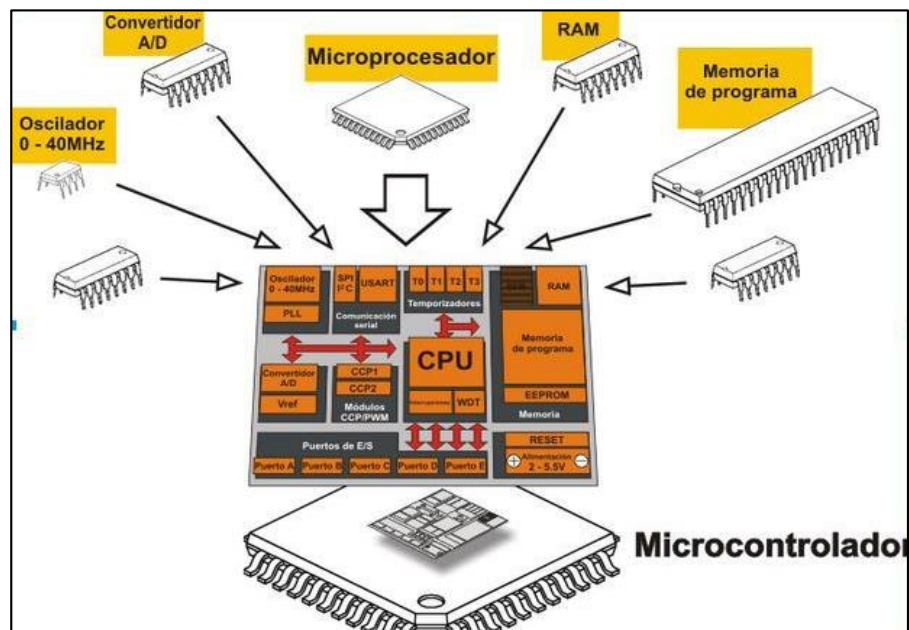 Convertidor
A/D
Microprocesador
RAM
Memoria
de programa
Oscilador
0 - 40MHz
Oscilador
0 - 40MHz
PLL
SPI
I²C
USART
Comunicación
serial
T0 T1 T2 T3
Temporizadores
RAM
Memoria
de programa
EEPROM
Memoria
Convertidor
A/D
Vref
CCP1
CCP2
Módulos
CCP/PWM
CPU
Interrupciones
WDT
Puertos de E/S
Puerto A Puerto B Puerto C Puerto D Puerto E
RESET
Alimentación
2 - 5.5V
Microcontrolador